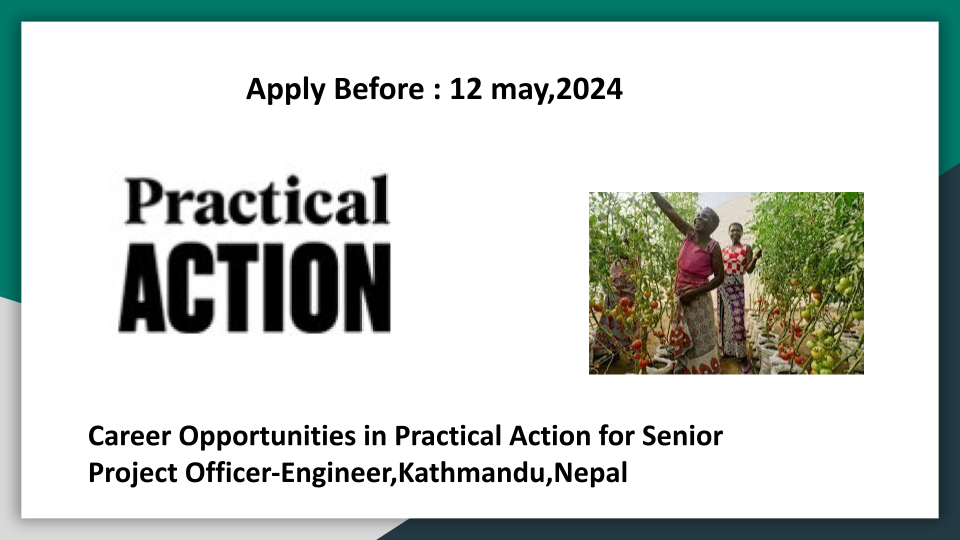 Apply Before : 12 may,2024
Practical
ACTION
Career Opportunities in Practical Action for Senior
Project Officer-Engineer,Kathmandu,Nepal